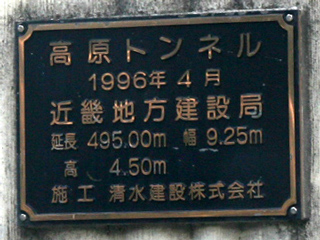 高原トンネル
1996年4月
近畿地方建設局
延長 495.00m 幅 9.25m
高 4.50m
施工 清水建設株式会社